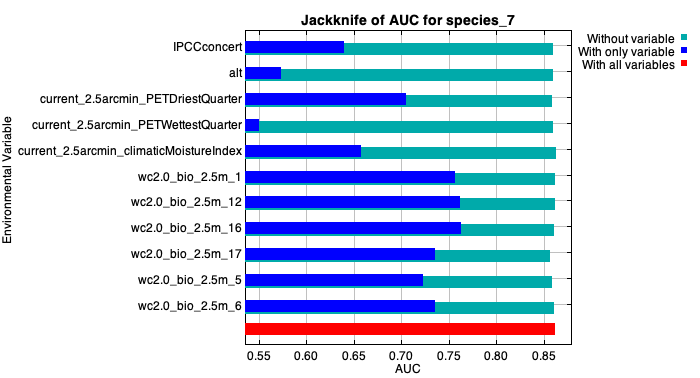 Jackknife of AUC for species_7
Without variable
With only variable
With all variables
Environmental Variable
IPCCconcert
alt
current_2.5arcmin_PETDriestQuarter
current_2.5arcmin_PETWettestQuarter
current_2.5arcmin_climaticMoistureIndex
wc2.0_bio_2.5m_1
wc2.0_bio_2.5m_12
wc2.0_bio_2.5m_16
wc2.0_bio_2.5m_17
wc2.0_bio_2.5m_5
wc2.0_bio_2.5m_6
0.55 0.60 0.65 0.70 0.75 0.80 0.85
AUC